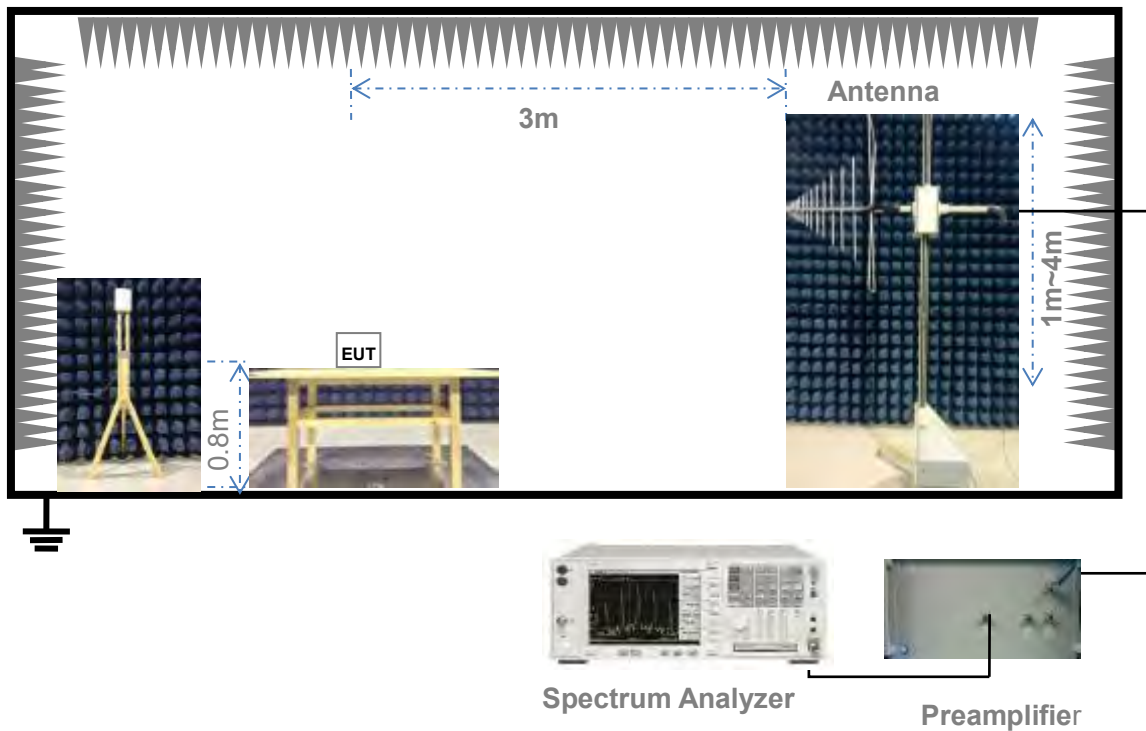 Antenna
3m
1m~4m
EUT
0.8m
Spectrum Analyzer
Preamplifier